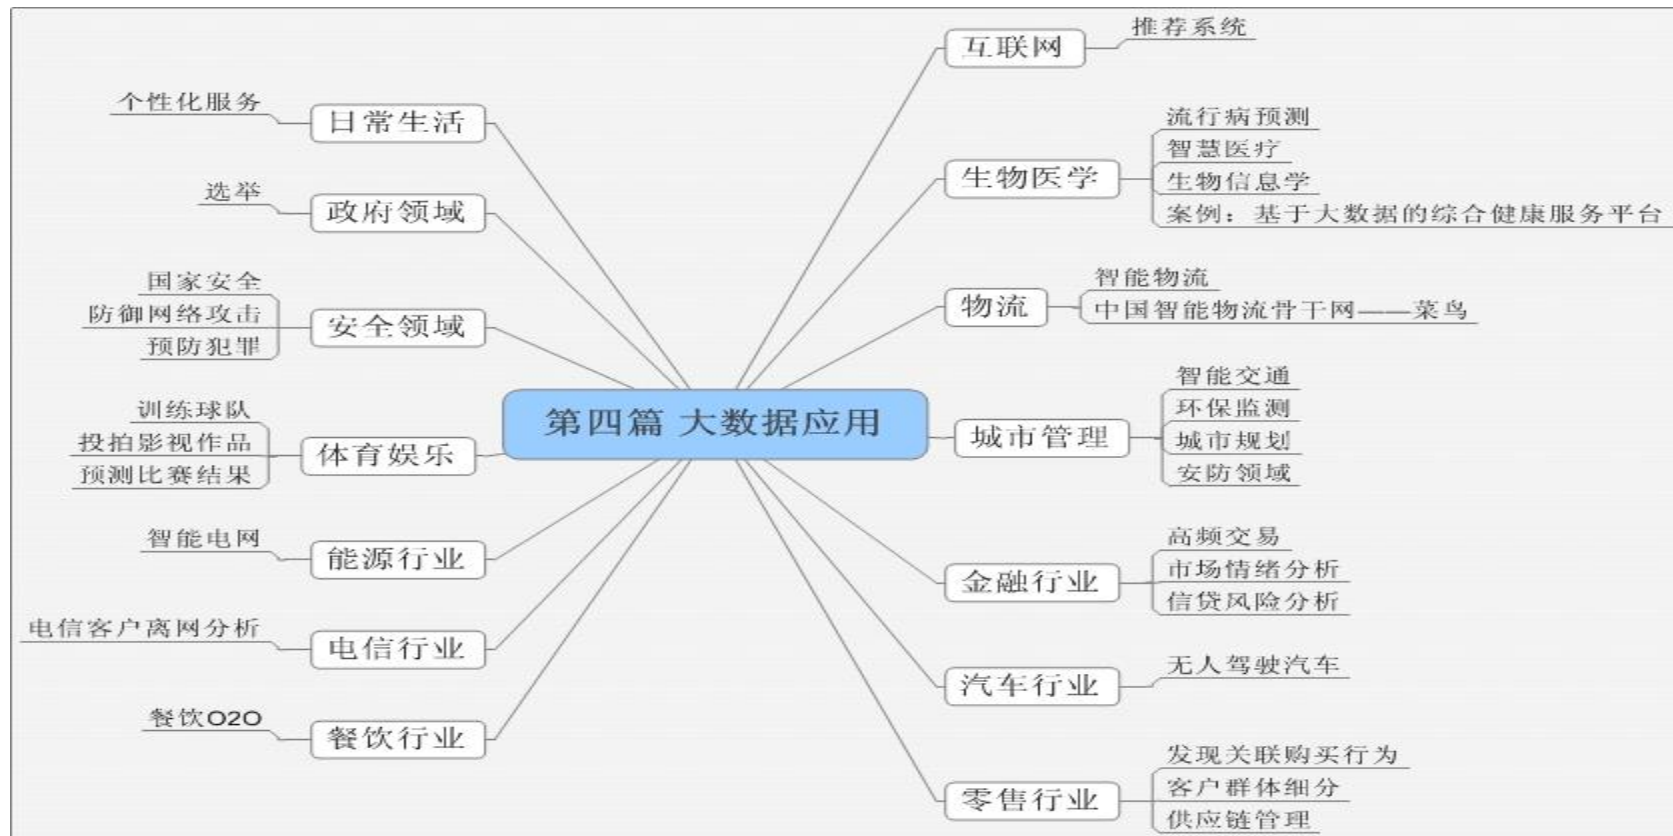 第四篇 大数据应用
互联网
推荐系统
生物医学
流行病预测
智慧医疗
生物信息学
案例：基于大数据的综合健康服务平台
物流
智能物流
中国智能物流骨干网——菜鸟
城市管理
智能交通
环保监测
城市规划
安防领域
金融行业
高频交易
市场情绪分析
信贷风险分析
汽车行业
无人驾驶汽车
零售行业
发现关联购买行为
客户群体细分
供应链管理
日常生活
个性化服务
政府领域
选举
安全领域
国家安全
防御网络攻击
预防犯罪
体育娱乐
训练球队
投拍影视作品
预测比赛结果
能源行业
智能电网
电信行业
电信客户离网分析
餐饮行业
餐饮O2O